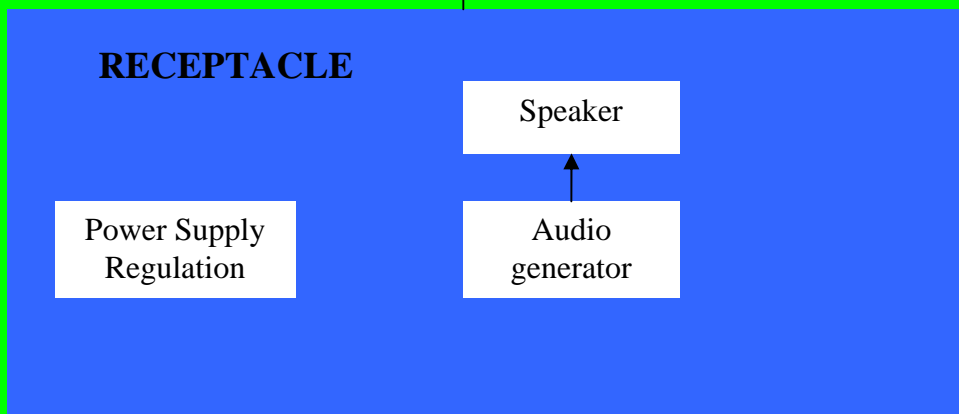 RECEPTACLE
Speaker
Power Supply
Regulation
Audio
generator